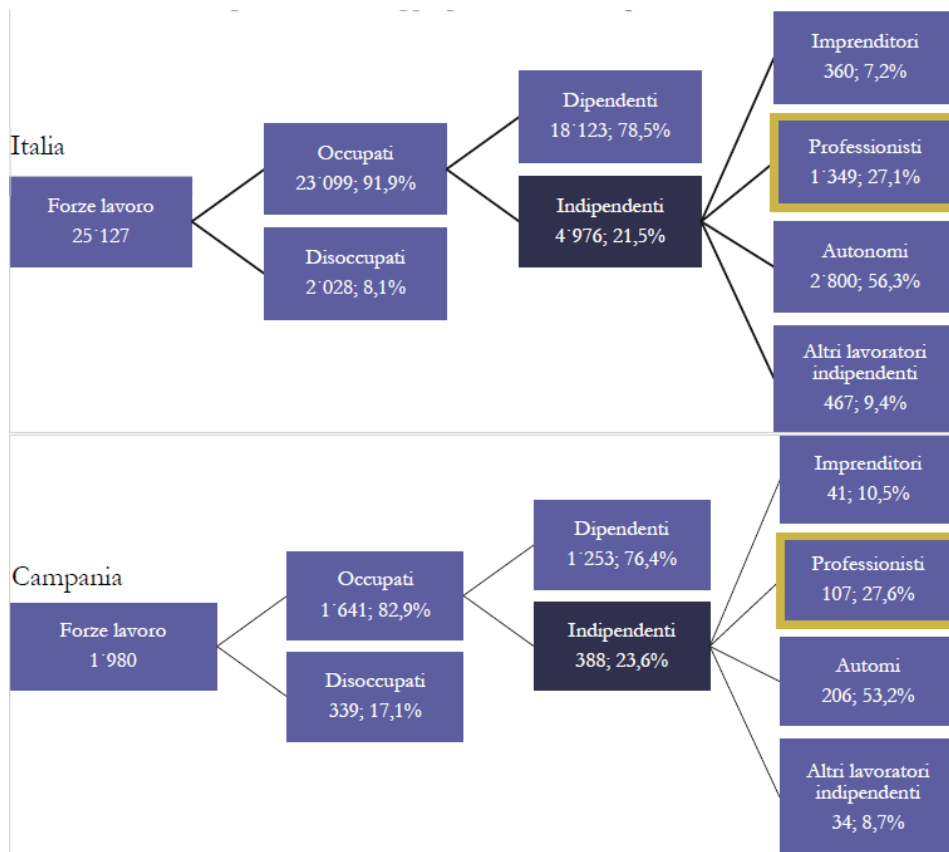 Italia
Forze lavoro
25˙127
Occupati
23˙099; 91,9%
Disoccupati
2˙028; 8,1%
Dipendenti
18˙123; 78,5%
Indipendenti
4˙976; 21,5%
Imprenditori
360; 7,2%
Professionisti
1˙349; 27,1%
Autonomi
2˙800; 56,3%
Altri lavoratori
indipendenti
467; 9,4%
Campania
Forze lavoro
1˙980
Occupati
1˙641; 82,9%
Disoccupati
339; 17,1%
Dipendenti
1˙253; 76,4%
Indipendenti
388; 23,6%
Imprenditori
41; 10,5%
Professionisti
107; 27,6%
Automi
206; 53,2%
Altri lavoratori
indipendenti
34; 8,7%